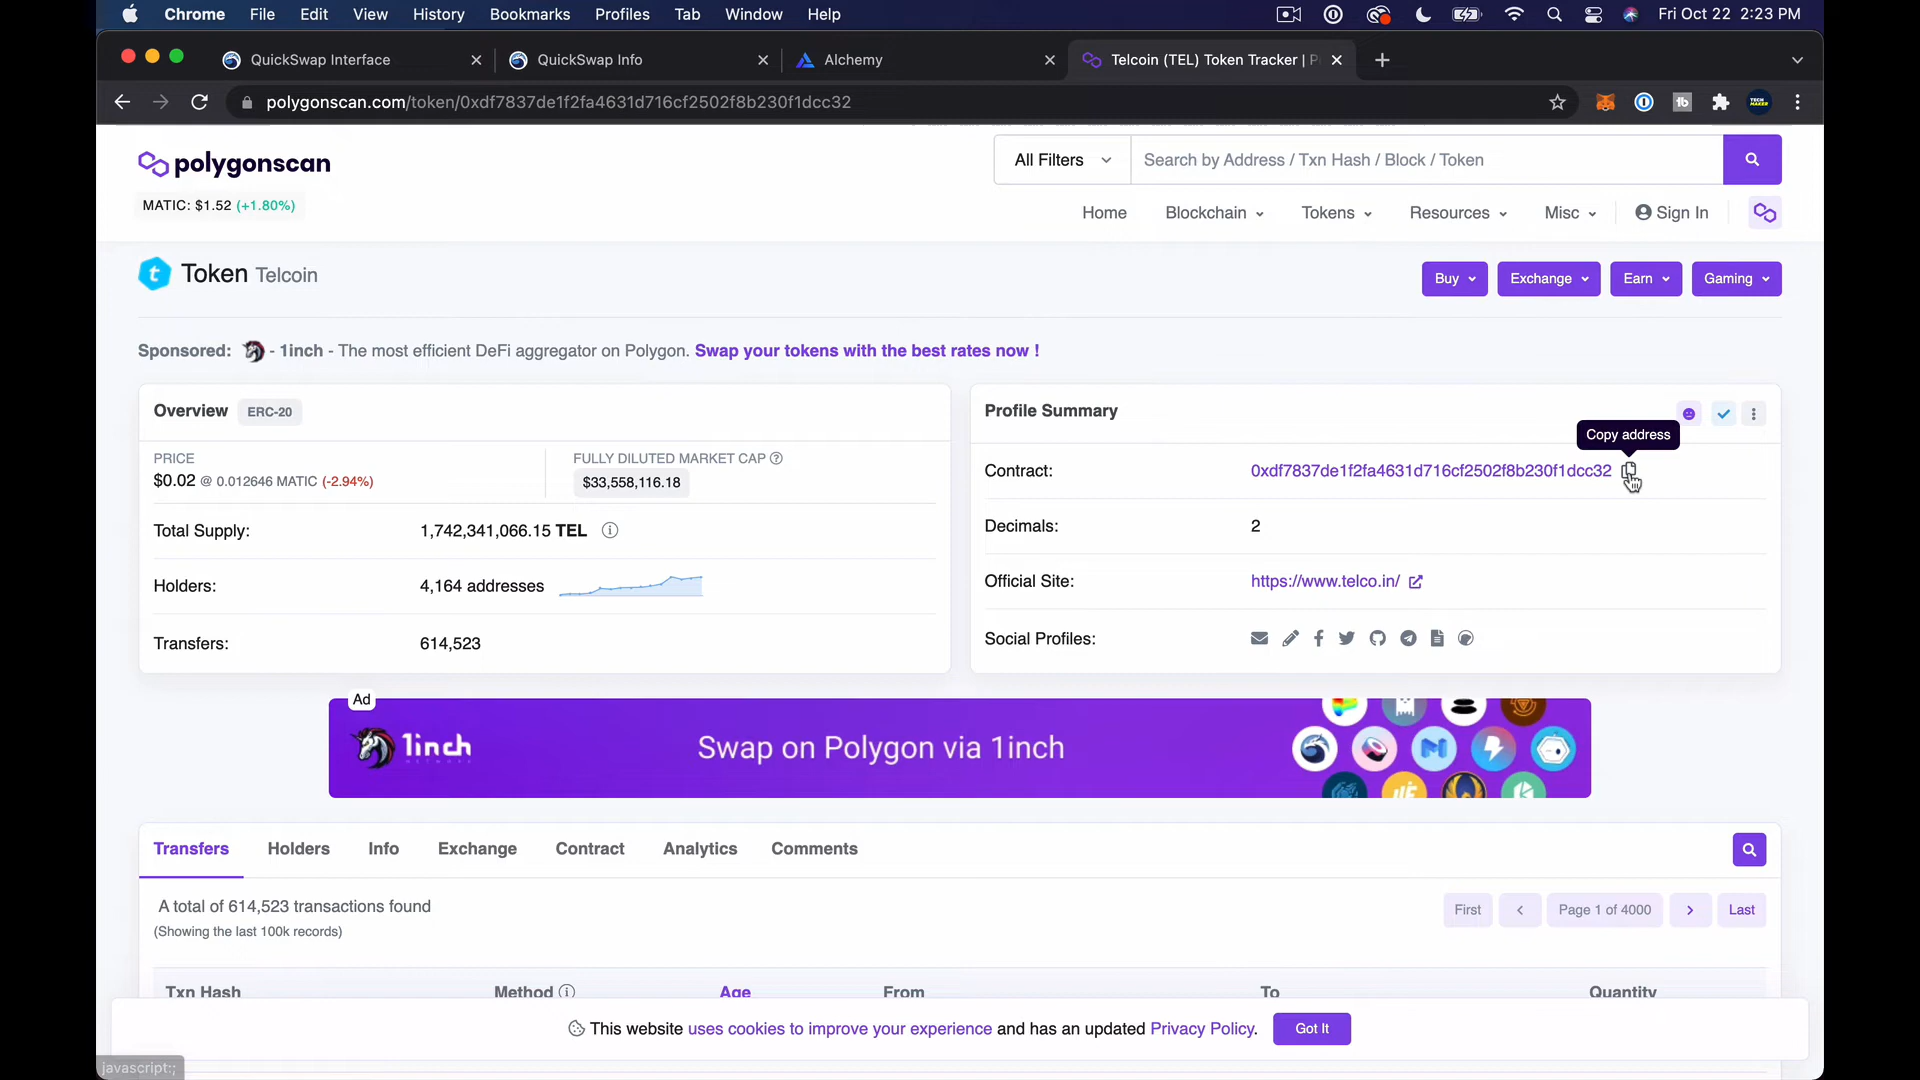 Chrome File Edit View History Bookmarks Profiles Tab Window Help
Fri Oct 22 2:23 PM
QuickSwap Interface
QuickSwap Info
Alchemy
Telcoin (TEL) Token Tracker | P
polygonscan.com/token/0xdf7837de1f2fa4631d716cf2502f8b230f1dcc32
polygonscan
All Filters
Search by Address / Txn Hash / Block / Token
MATIC: $1.52 (+1.80%)
Home Blockchain Tokens Resources Misc Sign In
Token Telcoin
Buy Exchange Earn Gaming
Sponsored: - 1inch - The most efficient DeFi aggregator on Polygon. Swap your tokens with the best rates now !
Overview ERC-20
PRICE
$0.02 @ 0.012646 MATIC (-2.94%)
FULLY DILUTED MARKET CAP
$33,558,116.18
Total Supply: 1,742,341,066.15 TEL
Holders: 4,164 addresses
Transfers: 614,523
Profile Summary
Copy address
Contract: 0xdf7837de1f2fa4631d716cf2502f8b230f1dcc32
Decimals: 2
Official Site: https://www.telco.in/
Social Profiles:
Ad
1inch
NETWORK
Swap on Polygon via 1inch
Transfers Holders Info Exchange Contract Analytics Comments
A total of 614,523 transactions found
(Showing the last 100k records)
First Page 1 of 4000 Last
Txn Hash Method Age From To Quantity
This website uses cookies to improve your experience and has an updated Privacy Policy. Got It
javascript:;